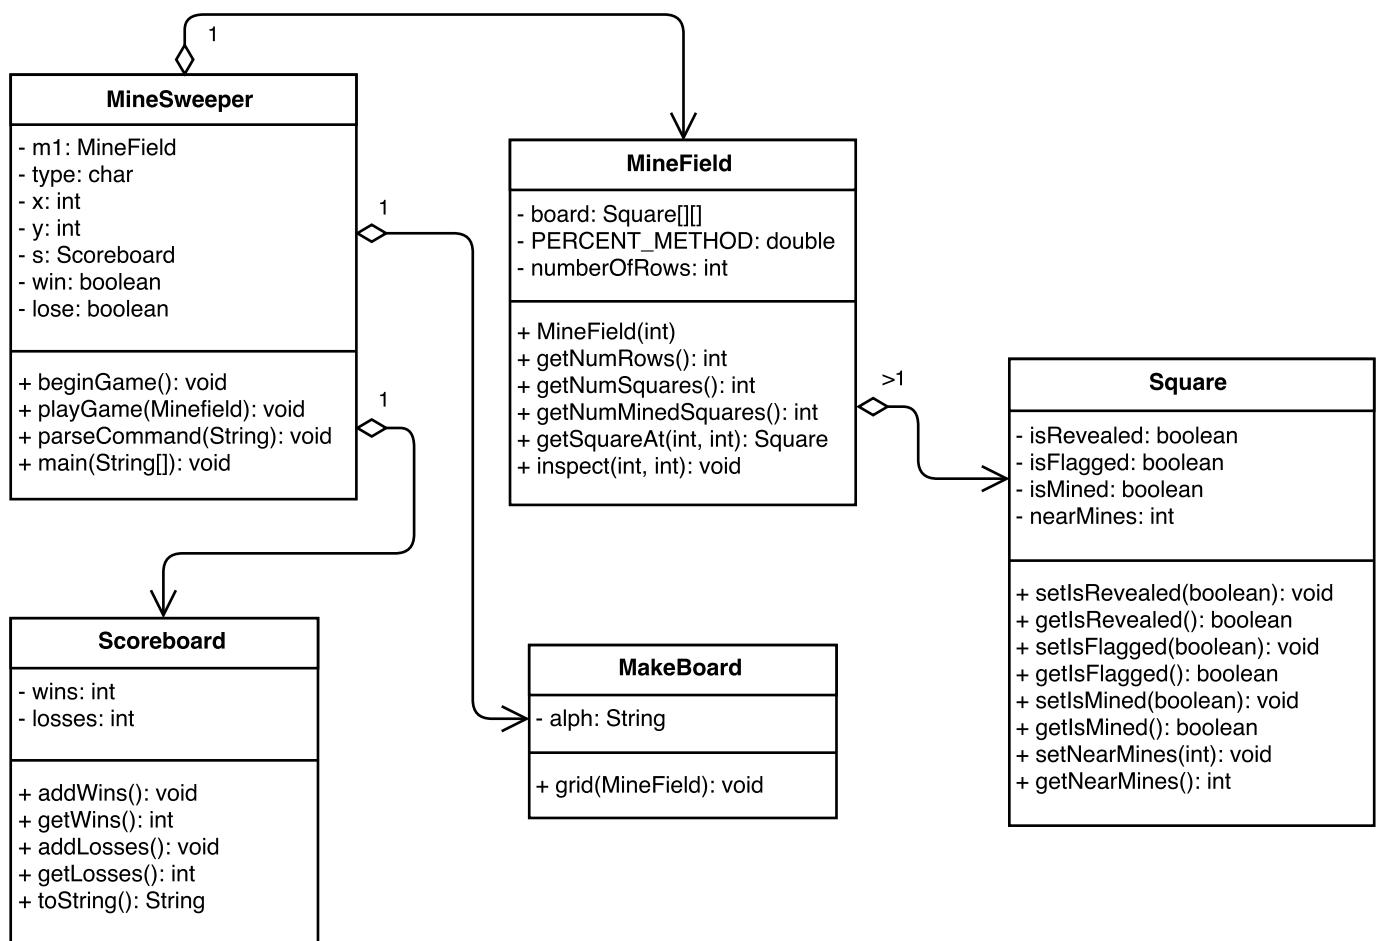 1
MineSweeper
- m1: MineField
- type: char
- x: int
- y: int
- s: Scoreboard
- win: boolean
- lose: boolean
+ beginGame(): void
+ playGame(Minefield): void
+ parseCommand(String): void
+ main(String[]): void
1
1
MineField
- board: Square[][]
- PERCENT_METHOD: double
- numberOfRows: int
+ MineField(int)
+ getNumRows(): int
+ getNumSquares(): int
+ getNumMinedSquares(): int
+ getSquareAt(int, int): Square
+ inspect(int, int): void
>1
Square
- isRevealed: boolean
- isFlagged: boolean
- isMined: boolean
- nearMines: int
+ setIsRevealed(boolean): void
+ getIsRevealed(): boolean
+ setIsFlagged(boolean): void
+ getIsFlagged(): boolean
+ setIsMined(boolean): void
+ getIsMined(): boolean
+ setNearMines(int): void
+ getNearMines(): int
Scoreboard
- wins: int
- losses: int
+ addWins(): void
+ getWins(): int
+ addLosses(): void
+ getLosses(): int
+ toString(): String
MakeBoard
- alph: String
+ grid(MineField): void